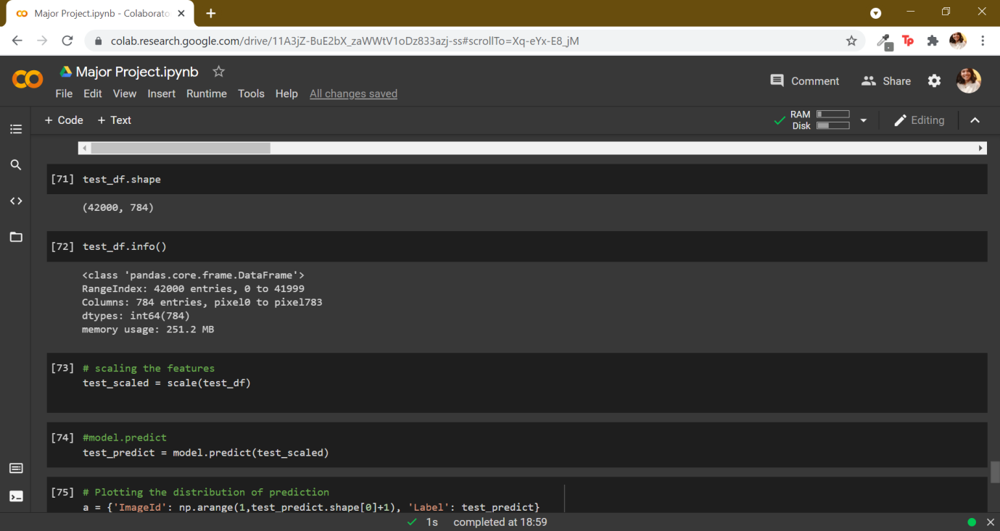 Major Project.ipynb - Colaborato
colab.research.google.com/drive/11A3jZ-BuE2bX_zaWWtV1oDz833azj-ss#scrollTo=Xq-eYx-E8_jM
Tp
Major Project.ipynb
Comment
Share
File Edit View Insert Runtime Tools Help All changes saved
+ Code + Text
RAM
Disk
Editing
[71] test_df.shape
(42000, 784)
[72] test_df.info()
<class 'pandas.core.frame.DataFrame'>
RangeIndex: 42000 entries, 0 to 41999
Columns: 784 entries, pixel0 to pixel783
dtypes: int64(784)
memory usage: 251.2 MB
[73] # scaling the features
test_scaled = scale(test_df)
[74] #model.predict
test_predict = model.predict(test_scaled)
[75] # Plotting the distribution of prediction
a = {'ImageId': np.arange(1,test_predict.shape[0]+1), 'Label': test_predict}
1s completed at 18:59